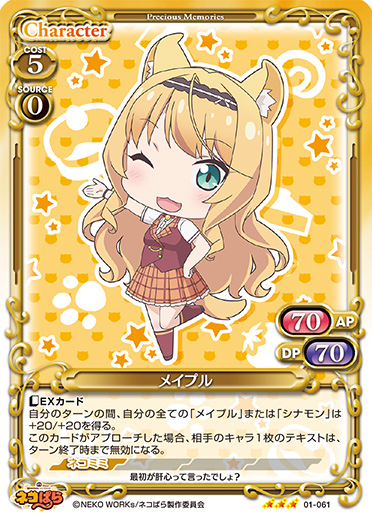 Precious Memories
Character
COST
5
SOURCE
0
70 AP
DP 70
メイプル
EXカード
自分のターンの間、自分の全ての「メイプル」または「シナモン」は
+20/+20を得る。
このカードがアプローチした場合、相手のキャラ1枚のテキストは、
ターン終了時まで無効になる。
ネコミミ
最初が肝心って言ったでしょ?
ネコぱら
©NEKO WORKs/ネコぱら製作委員会
01-061